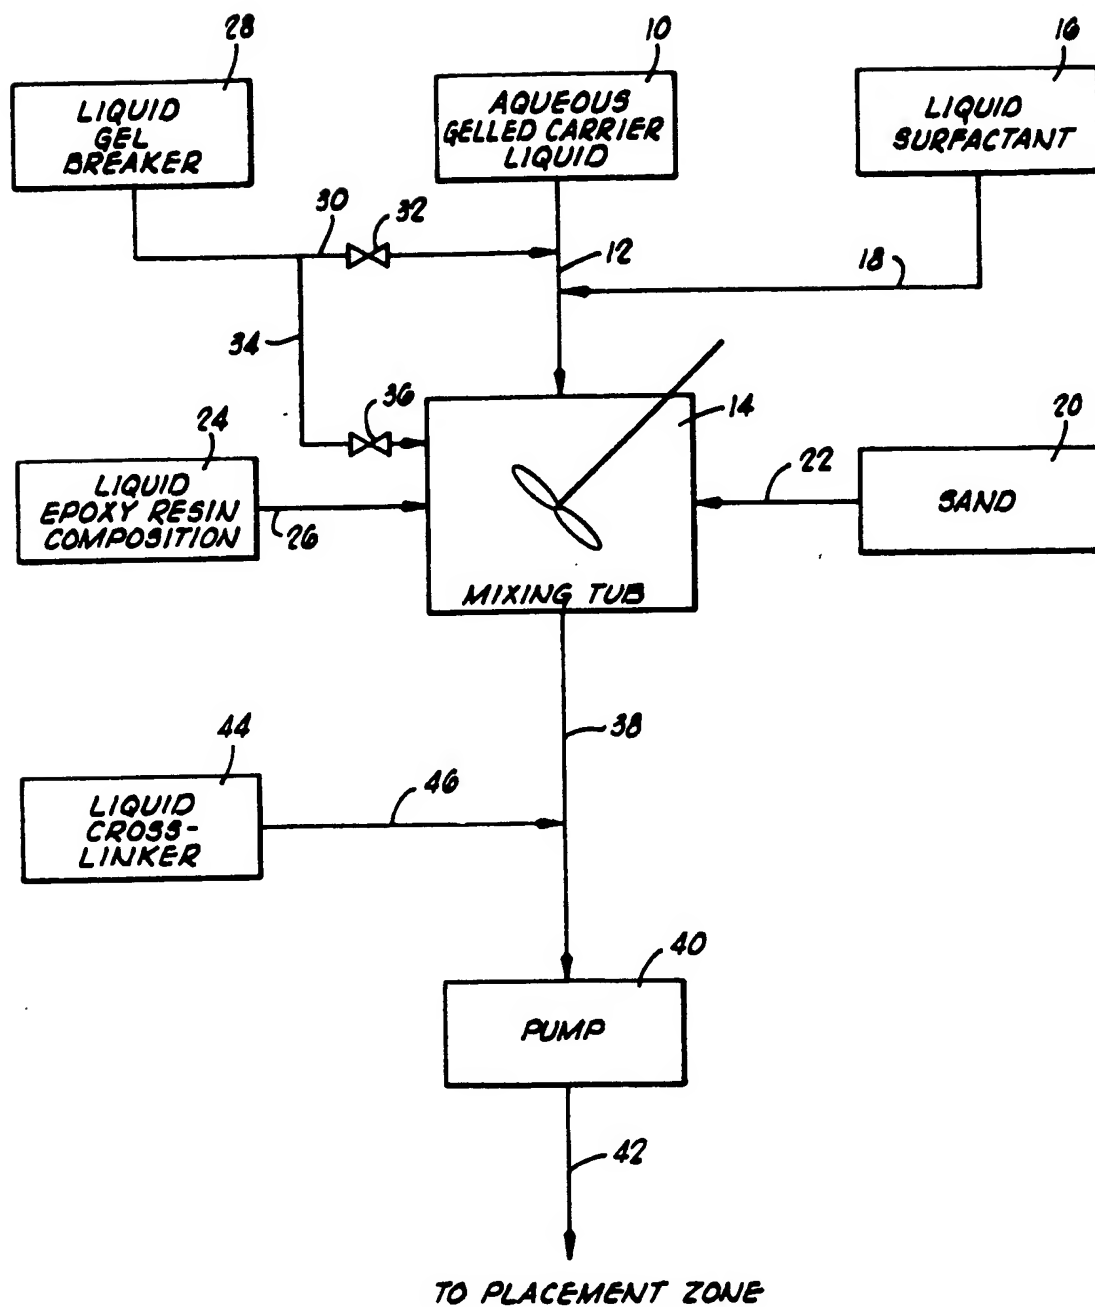 28
LIQUID
GEL
BREAKER
10
AQUEOUS
GELLED CARRIER
LIQUID
16
LIQUID
SURFACTANT
30
32
12
18
34
36
14
24
LIQUID
EPOXY RESIN
COMPOSITION
26
20
SAND
22
MIXING TUB
38
44
LIQUID
CROSS-
LINKER
46
40
PUMP
42
TO PLACEMENT ZONE